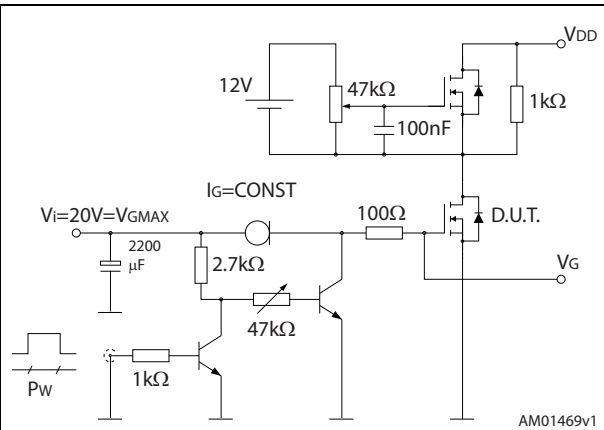 VDD
12V
47kΩ
1kΩ
100nF
IG=CONST
Vi=20V=VGMAX
100Ω
D.U.T.
2200
μF
2.7kΩ
VG
47kΩ
1kΩ
PW
AM01469v1